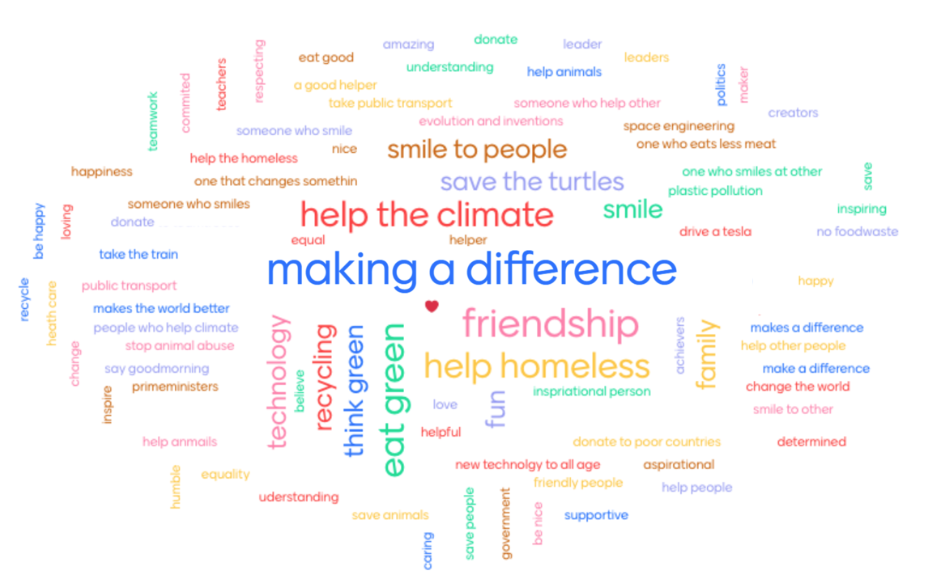 amazing
donate
leader
eat good
understanding
help animals
leaders
respecting
teachers
commited
teamwork
a good helper
take public transport
someone who help other
politics
maker
creators
evolution and inventions
someone who smile
space engineering
nice
smile to people
one who eats less meat
help the homeless
happiness
one that changes somethin
save the turtles
one who smiles at other
plastic pollution
save
someone who smiles
help the climate
smile
inspiring
be happy
loving
donate
equal
helper
drive a tesla
no foodwaste
take the train
making a difference
happy
recycle
heath care
public transport
makes the world better
people who help climate
stop animal abuse
say goodmorning
primeministers
change
inspire
technology
believe
recycling
think green
eat green
friendship
help homeless
achievers
family
makes a difference
help other people
make a difference
change the world
smile to other
inspriational person
love
fun
helpful
help anmails
donate to poor countries
determined
humble
equality
uderstanding
new technolgy to all age
aspirational
friendly people
help people
save animals
caring
save people
government
be nice
supportive